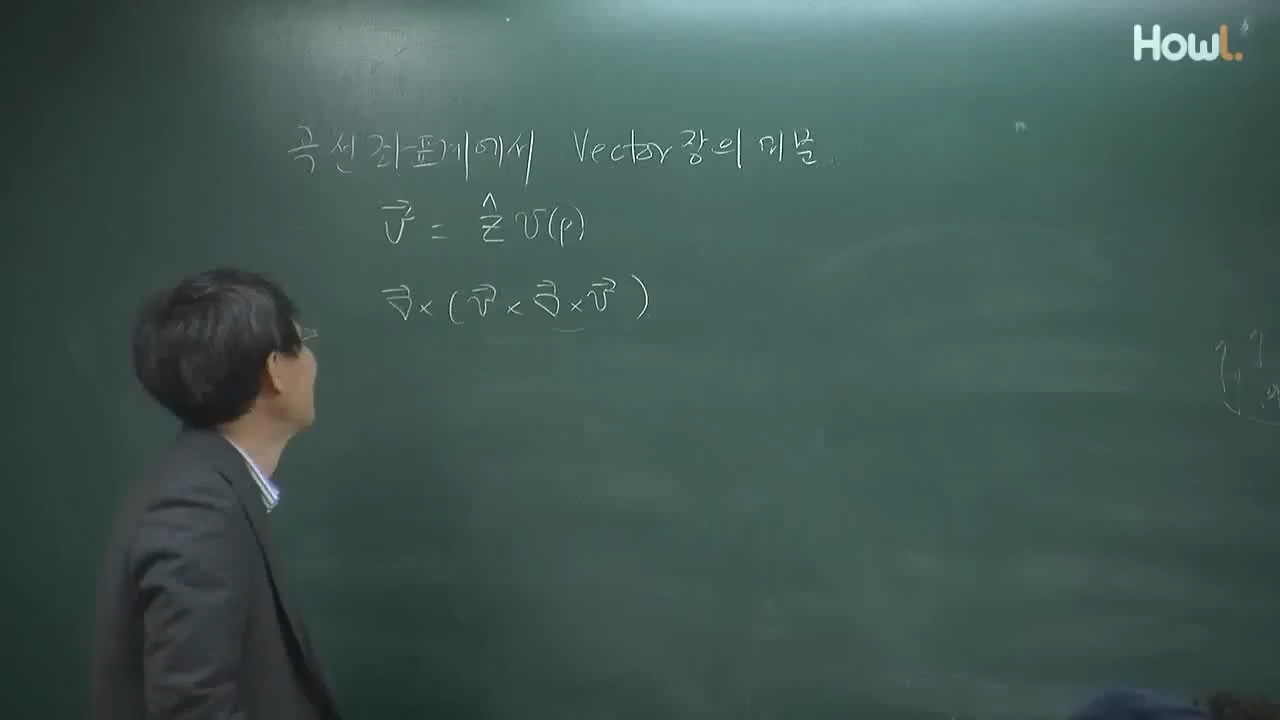 Howl.
곡선좌표계에서 Vector장의 미분.
v⃗ = ẑ v(ρ)
∇⃗×(v⃗×∇⃗×v⃗)